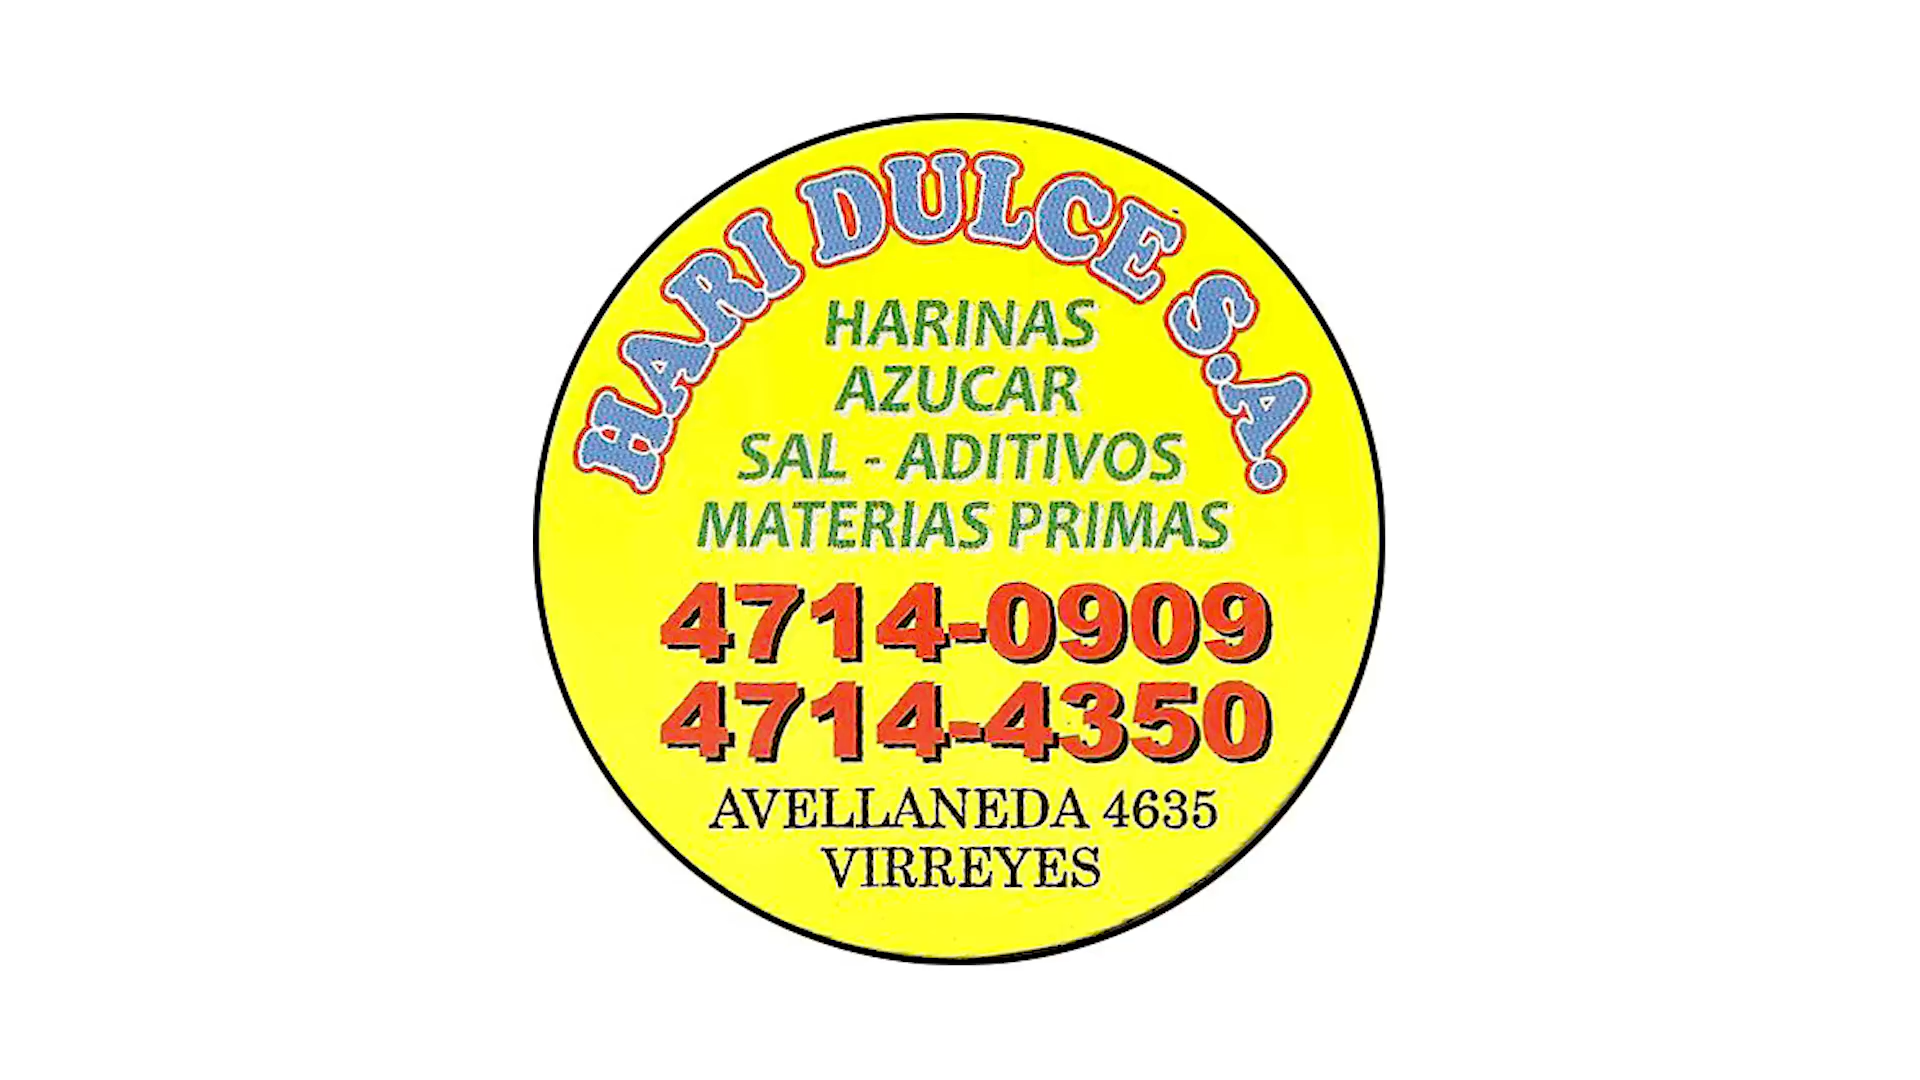 HARI DULCE S.A.
HARINAS
AZUCAR
SAL - ADITIVOS
MATERIAS PRIMAS
4714-0909
4714-4350
AVELLANEDA 4635
VIRREYES